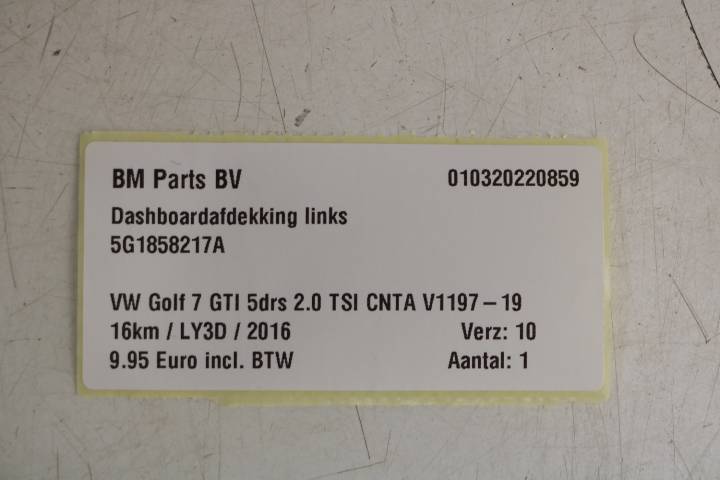 BM Parts BV 010320220859
Dashboardafdekking links
5G1858217A
VW Golf 7 GTI 5drs 2.0 TSI CNTA V1197 – 19
16km / LY3D / 2016 Verz: 10
9.95 Euro incl. BTW Aantal: 1